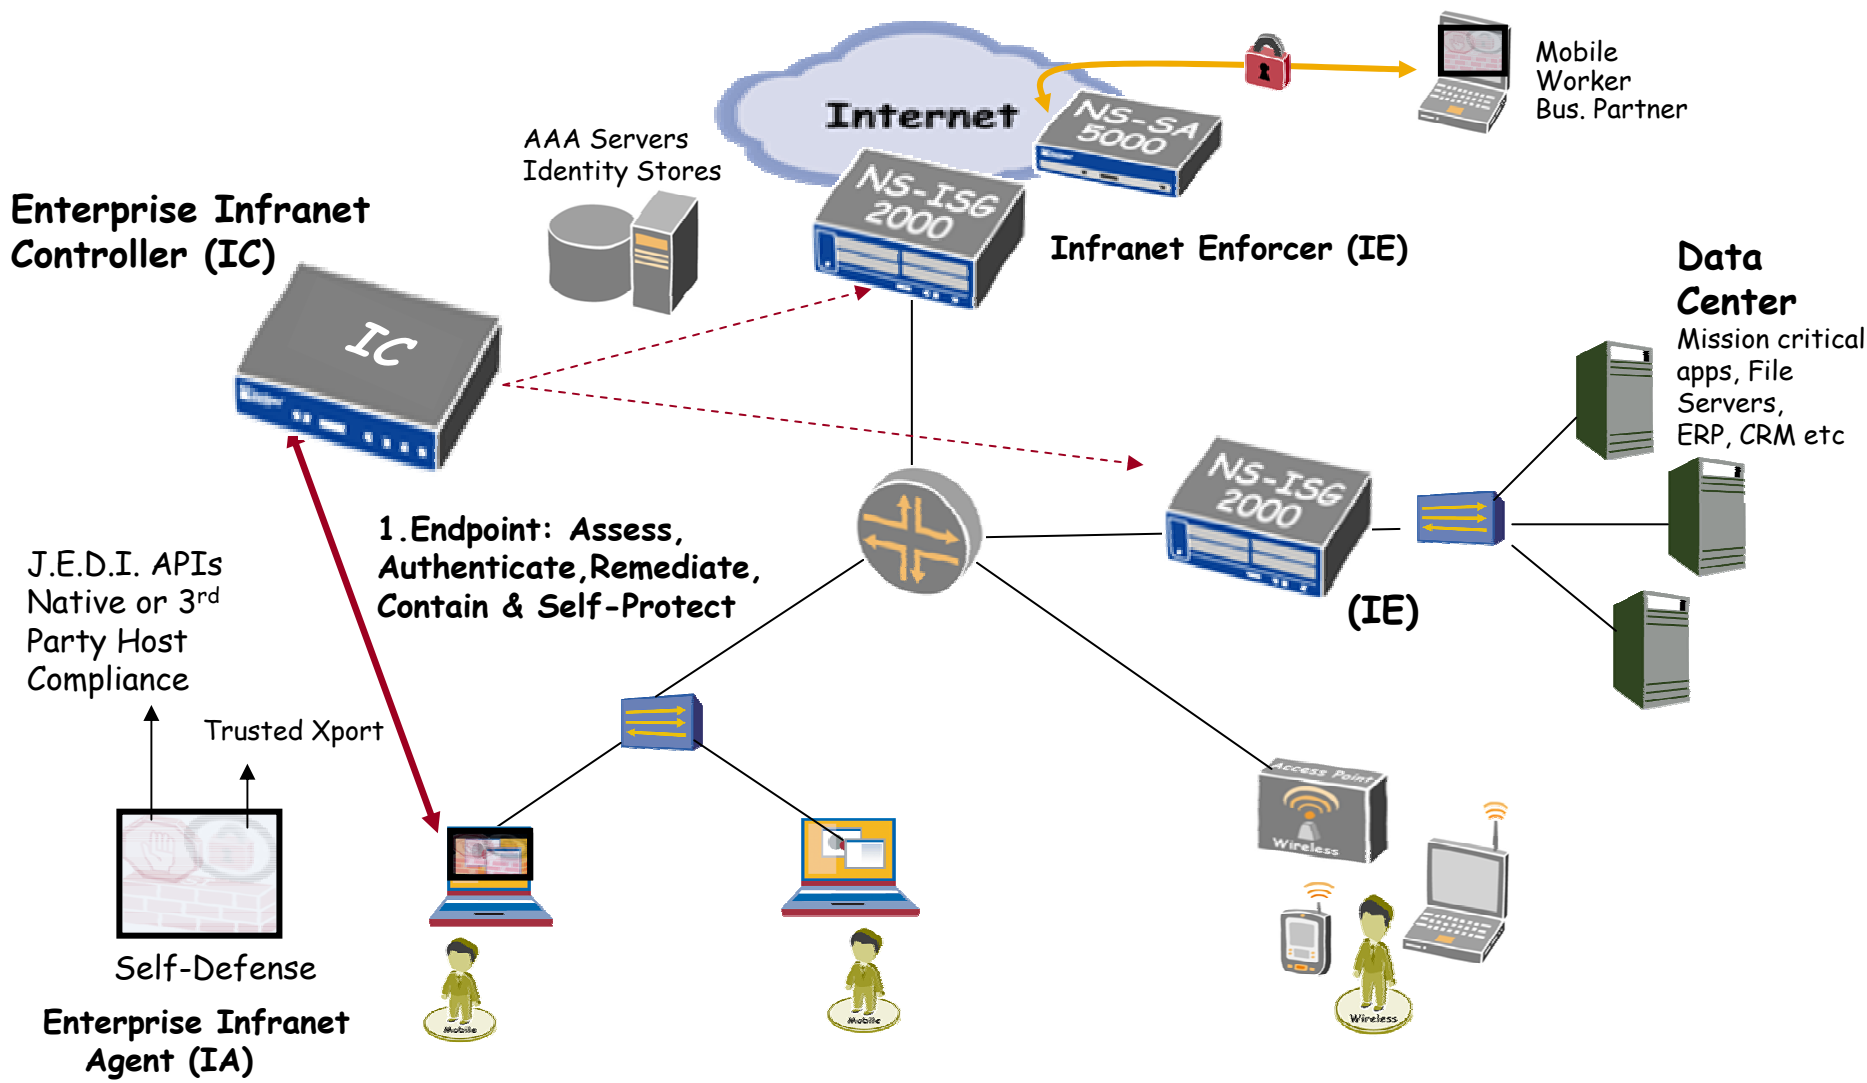 Mobile
Worker
Bus. Partner
Internet
NS-SA
5000
AAA Servers
Identity Stores
NS-ISG
2000
Enterprise Infranet
Controller (IC)
Infranet Enforcer (IE)
Data
Center
Mission critical
apps, File
Servers,
ERP, CRM etc
IC
NS-ISG
2000
(IE)
1.Endpoint: Assess,
Authenticate,Remediate,
Contain & Self-Protect
J.E.D.I. APIs
Native or 3rd
Party Host
Compliance
Trusted Xport
Access Point
Wireless
Self-Defense
Enterprise Infranet
Agent (IA)
Mobile
Mobile
Wireless